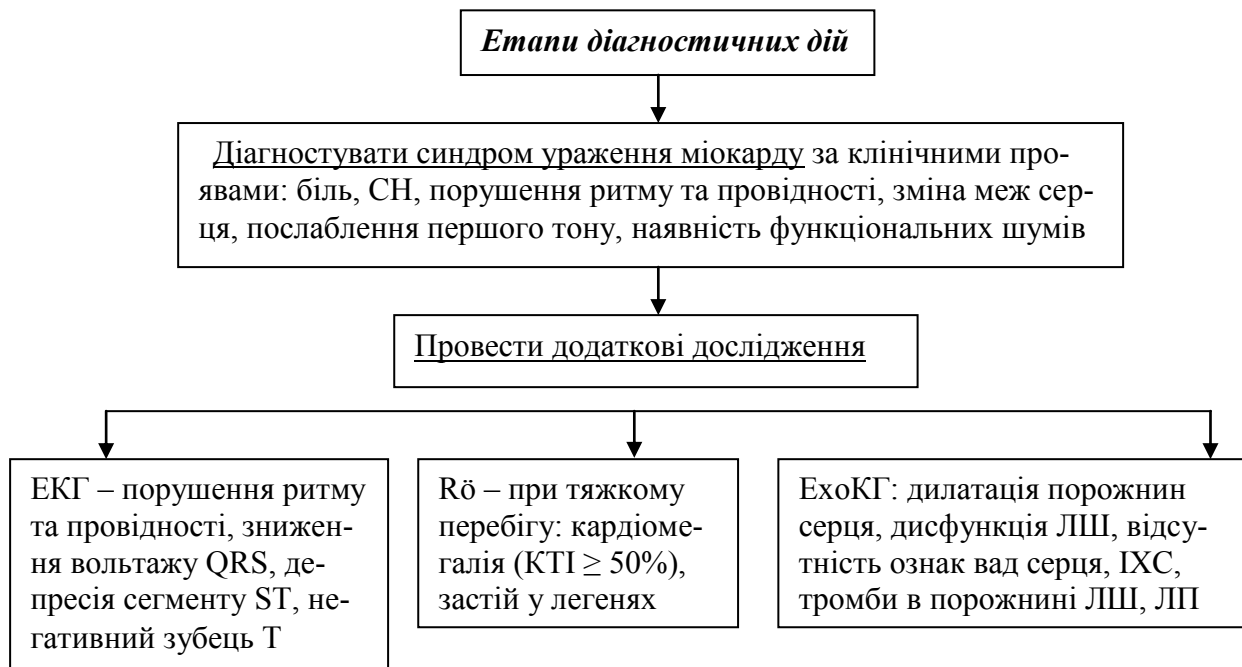 Етапи діагностичних дій
Діагностувати синдром ураження міокарду за клінічними про-
явами: біль, СН, порушення ритму та провідності, зміна меж сер-
ця, послаблення першого тону, наявність функціональних шумів
Провести додаткові дослідження
ЕКГ – порушення ритму
та провідності, знижен-
ня вольтажу QRS, де-
пресія сегменту ST, не-
гативний зубець Т
Rö – при тяжкому
перебігу: кардіоме-
галія (КТІ ≥ 50%),
застій у легенях
ЕхоКГ: дилатація порожнин
серця, дисфункція ЛШ, відсу-
тність ознак вад серця, ІХС,
тромби в порожнині ЛШ, ЛП